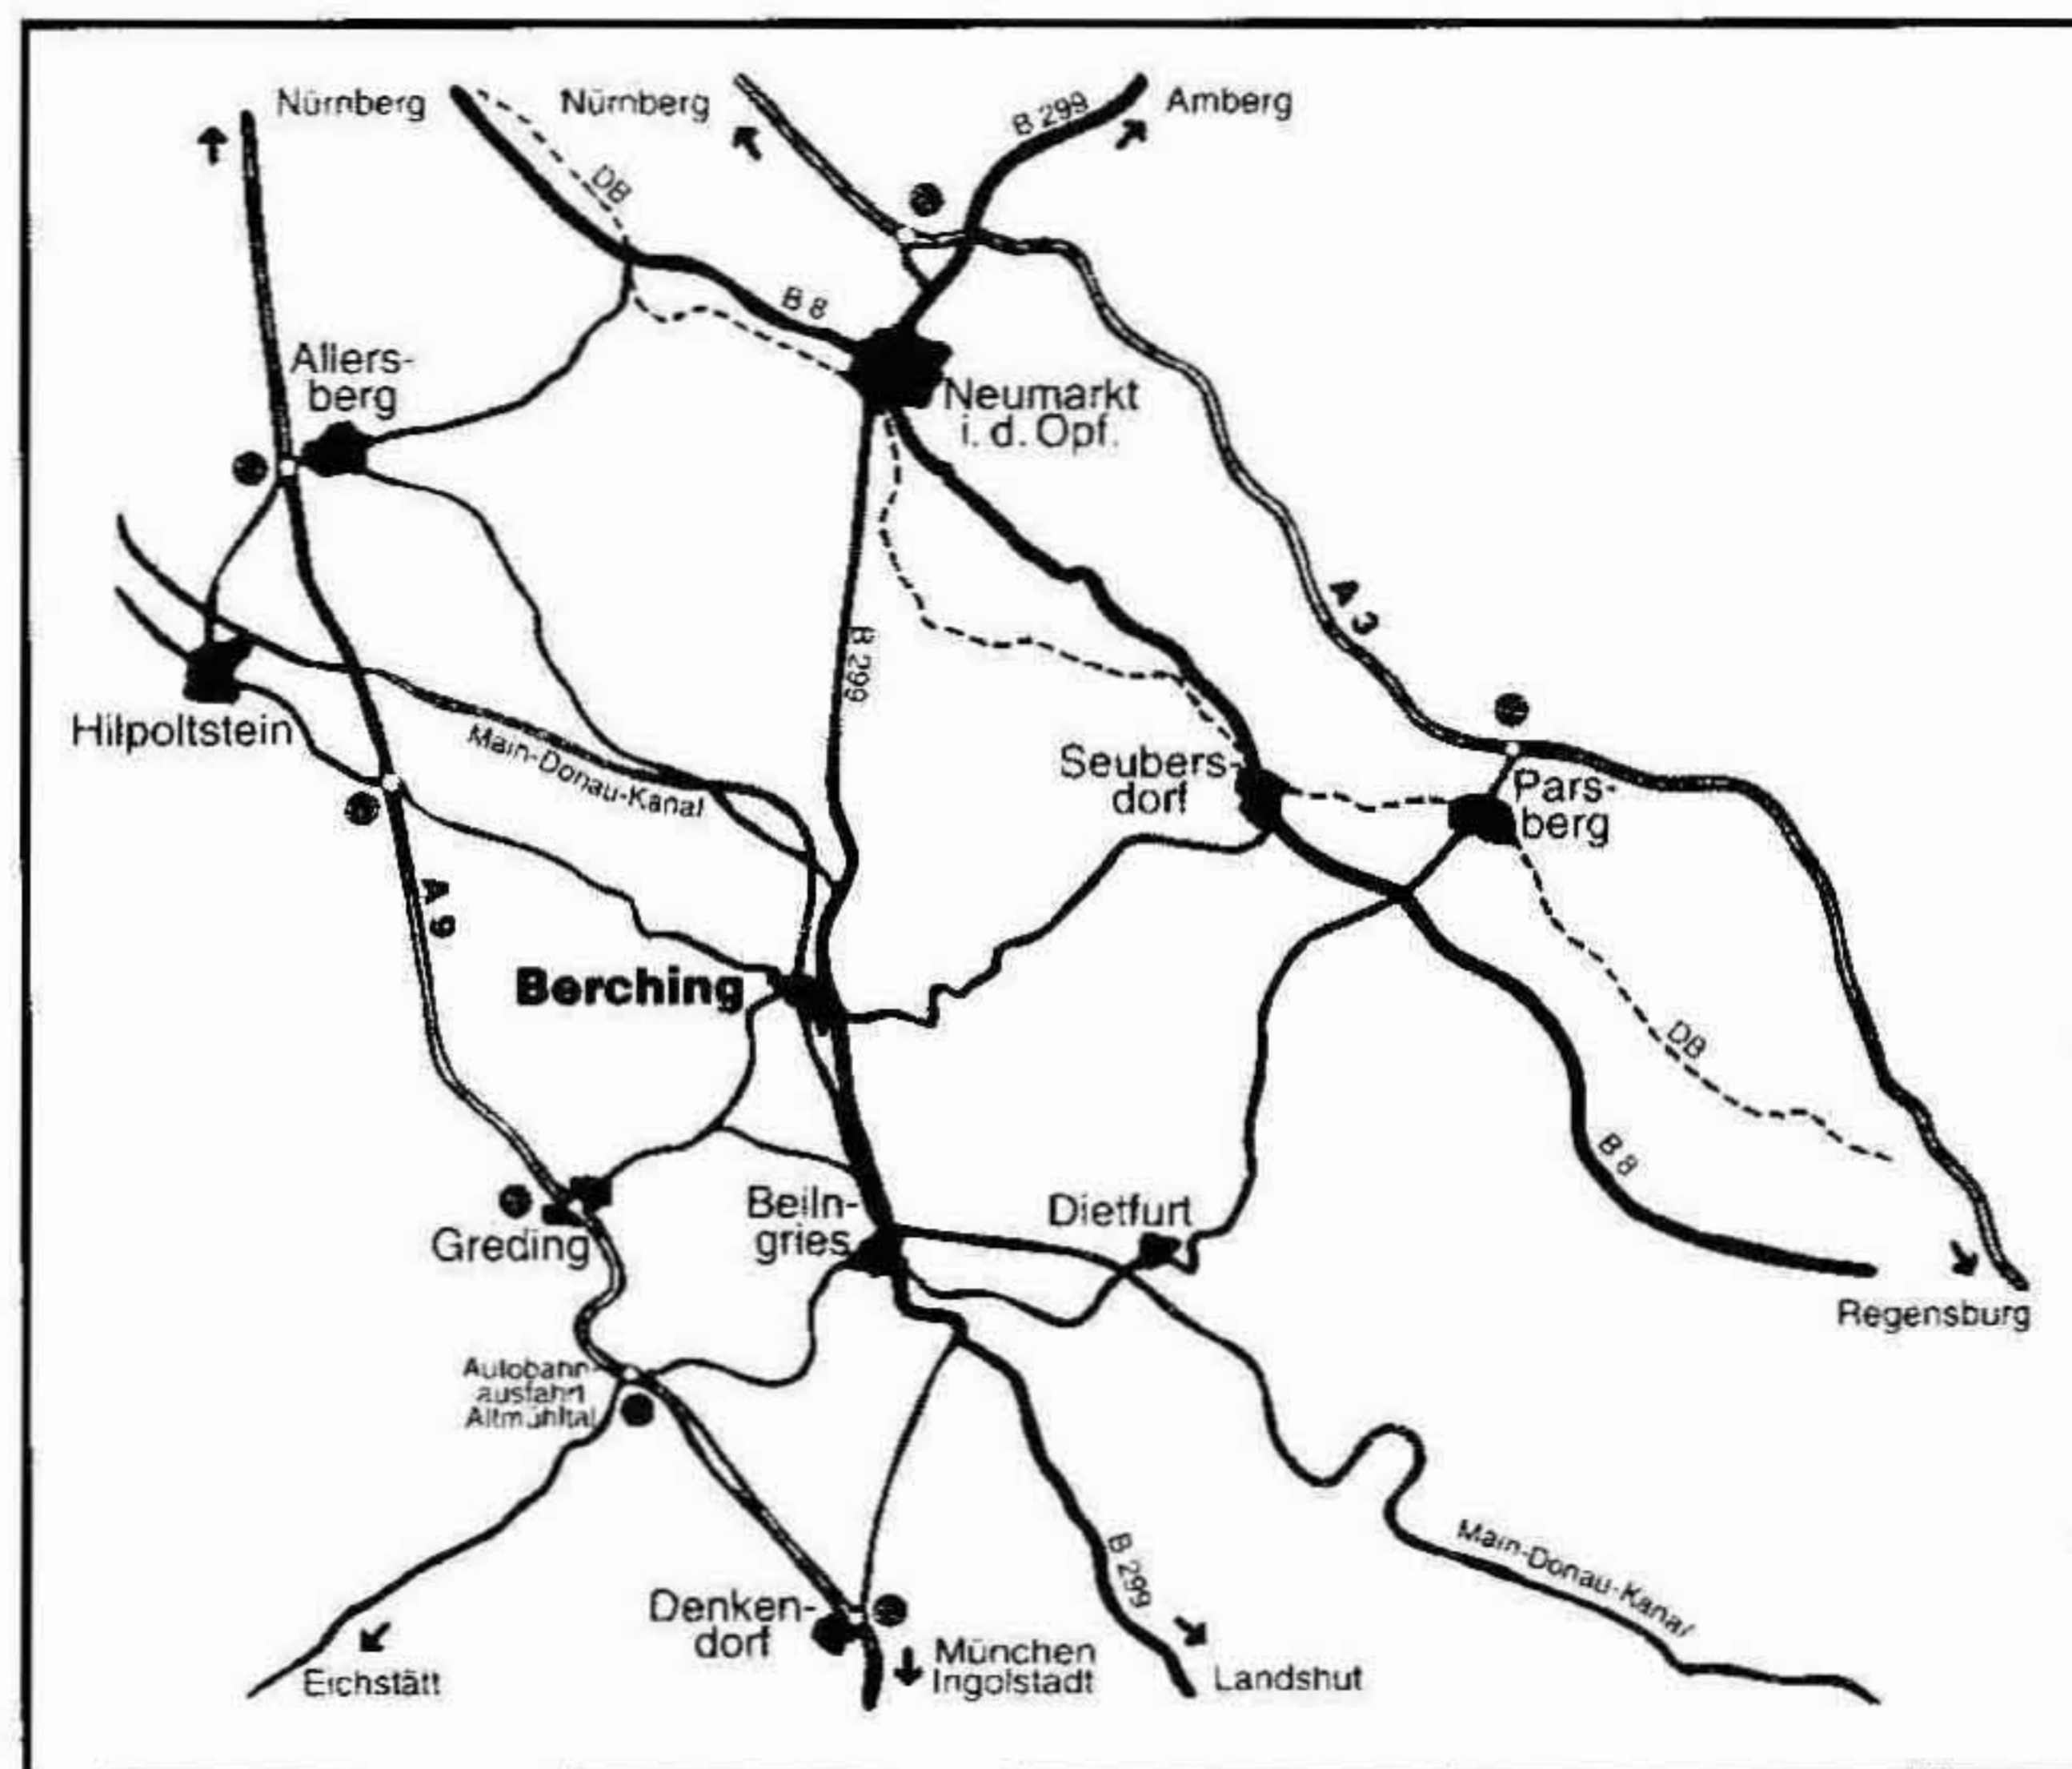 Nürnberg
Nürnberg
B 299
Amberg
DB
B 8
Allers-
berg
Neumarkt
i. d. Opf.
A 3
B 299
Hilpoltstein
Main-Donau-Kanal
Seubers-
dorf
Pars-
berg
A 9
Berching
DB
B 8
Beiln-
gries
Dietfurt
Greding
Regensburg
Autobahn-
ausfahrt
Altmühltal
B 299
Main-Donau-Kanal
Denken-
dorf
München
Ingolstadt
Eichstätt
Landshut